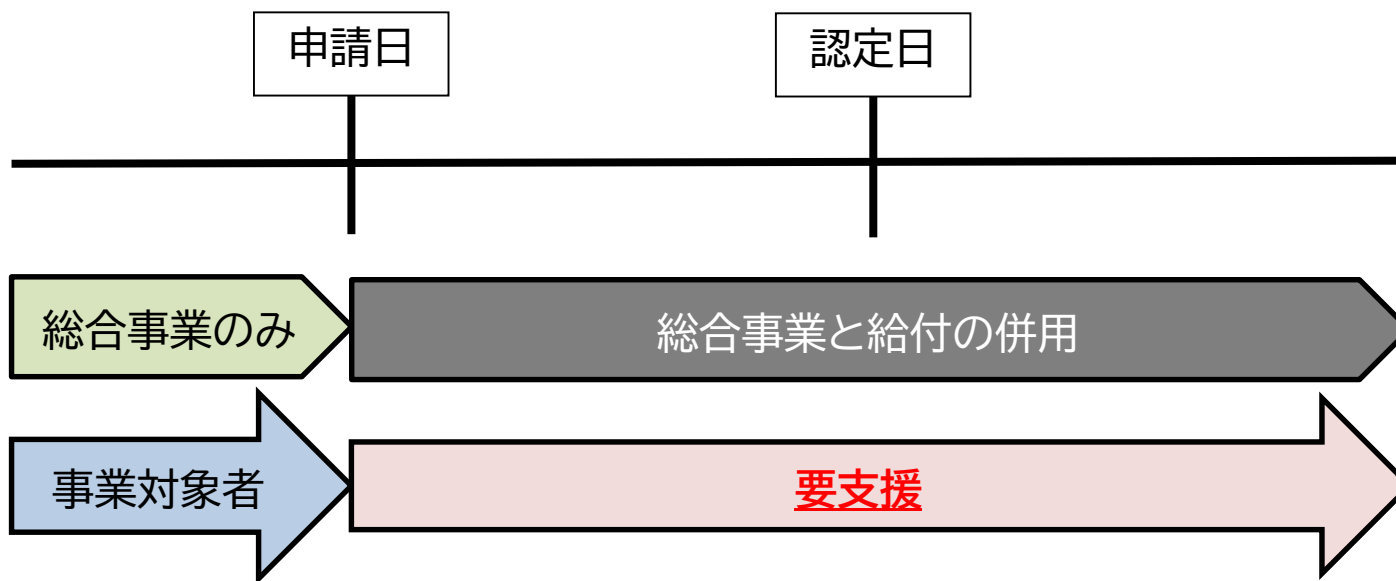 申請日
認定日
総合事業のみ
総合事業と給付の併用
事業対象者
要支援